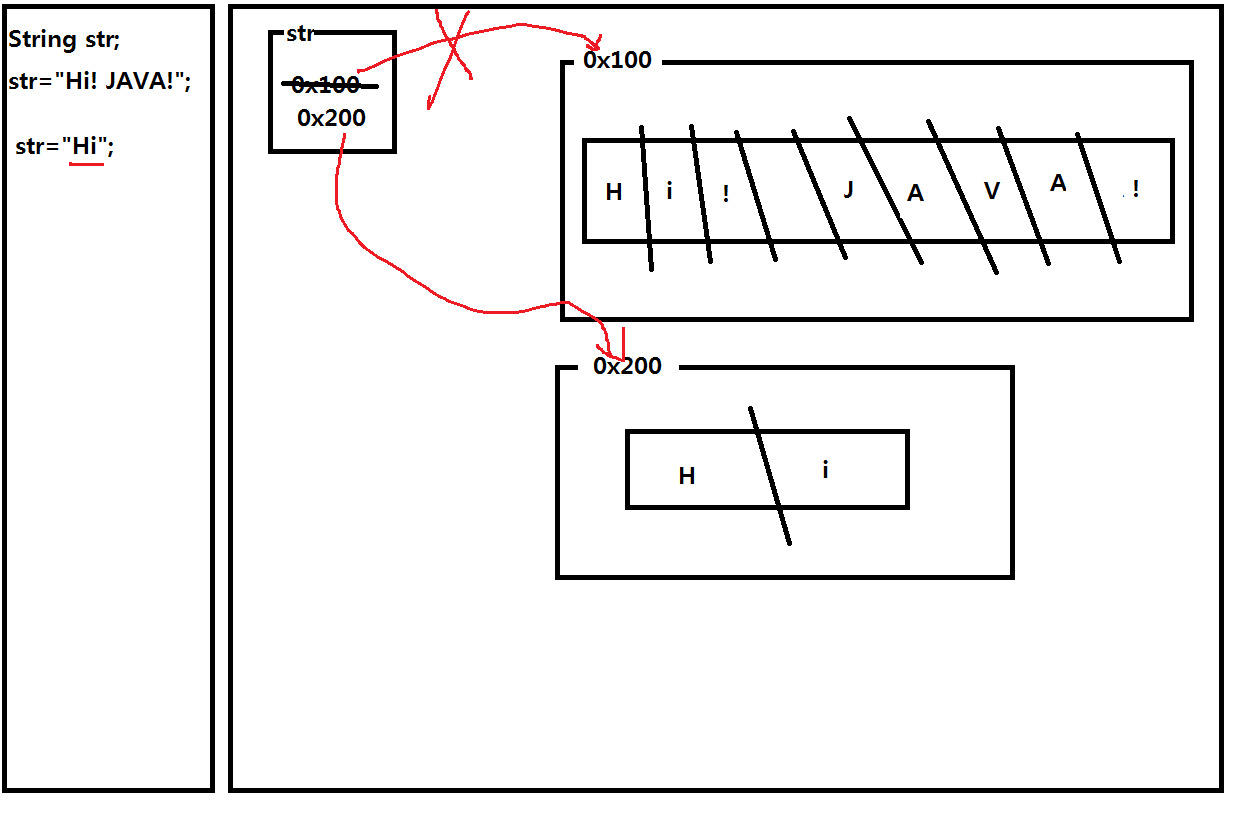 String str;
str="Hi! JAVA!";
str="Hi";
str
0x100
0x200
0x100
H i ! J A V A !
0x200
H i